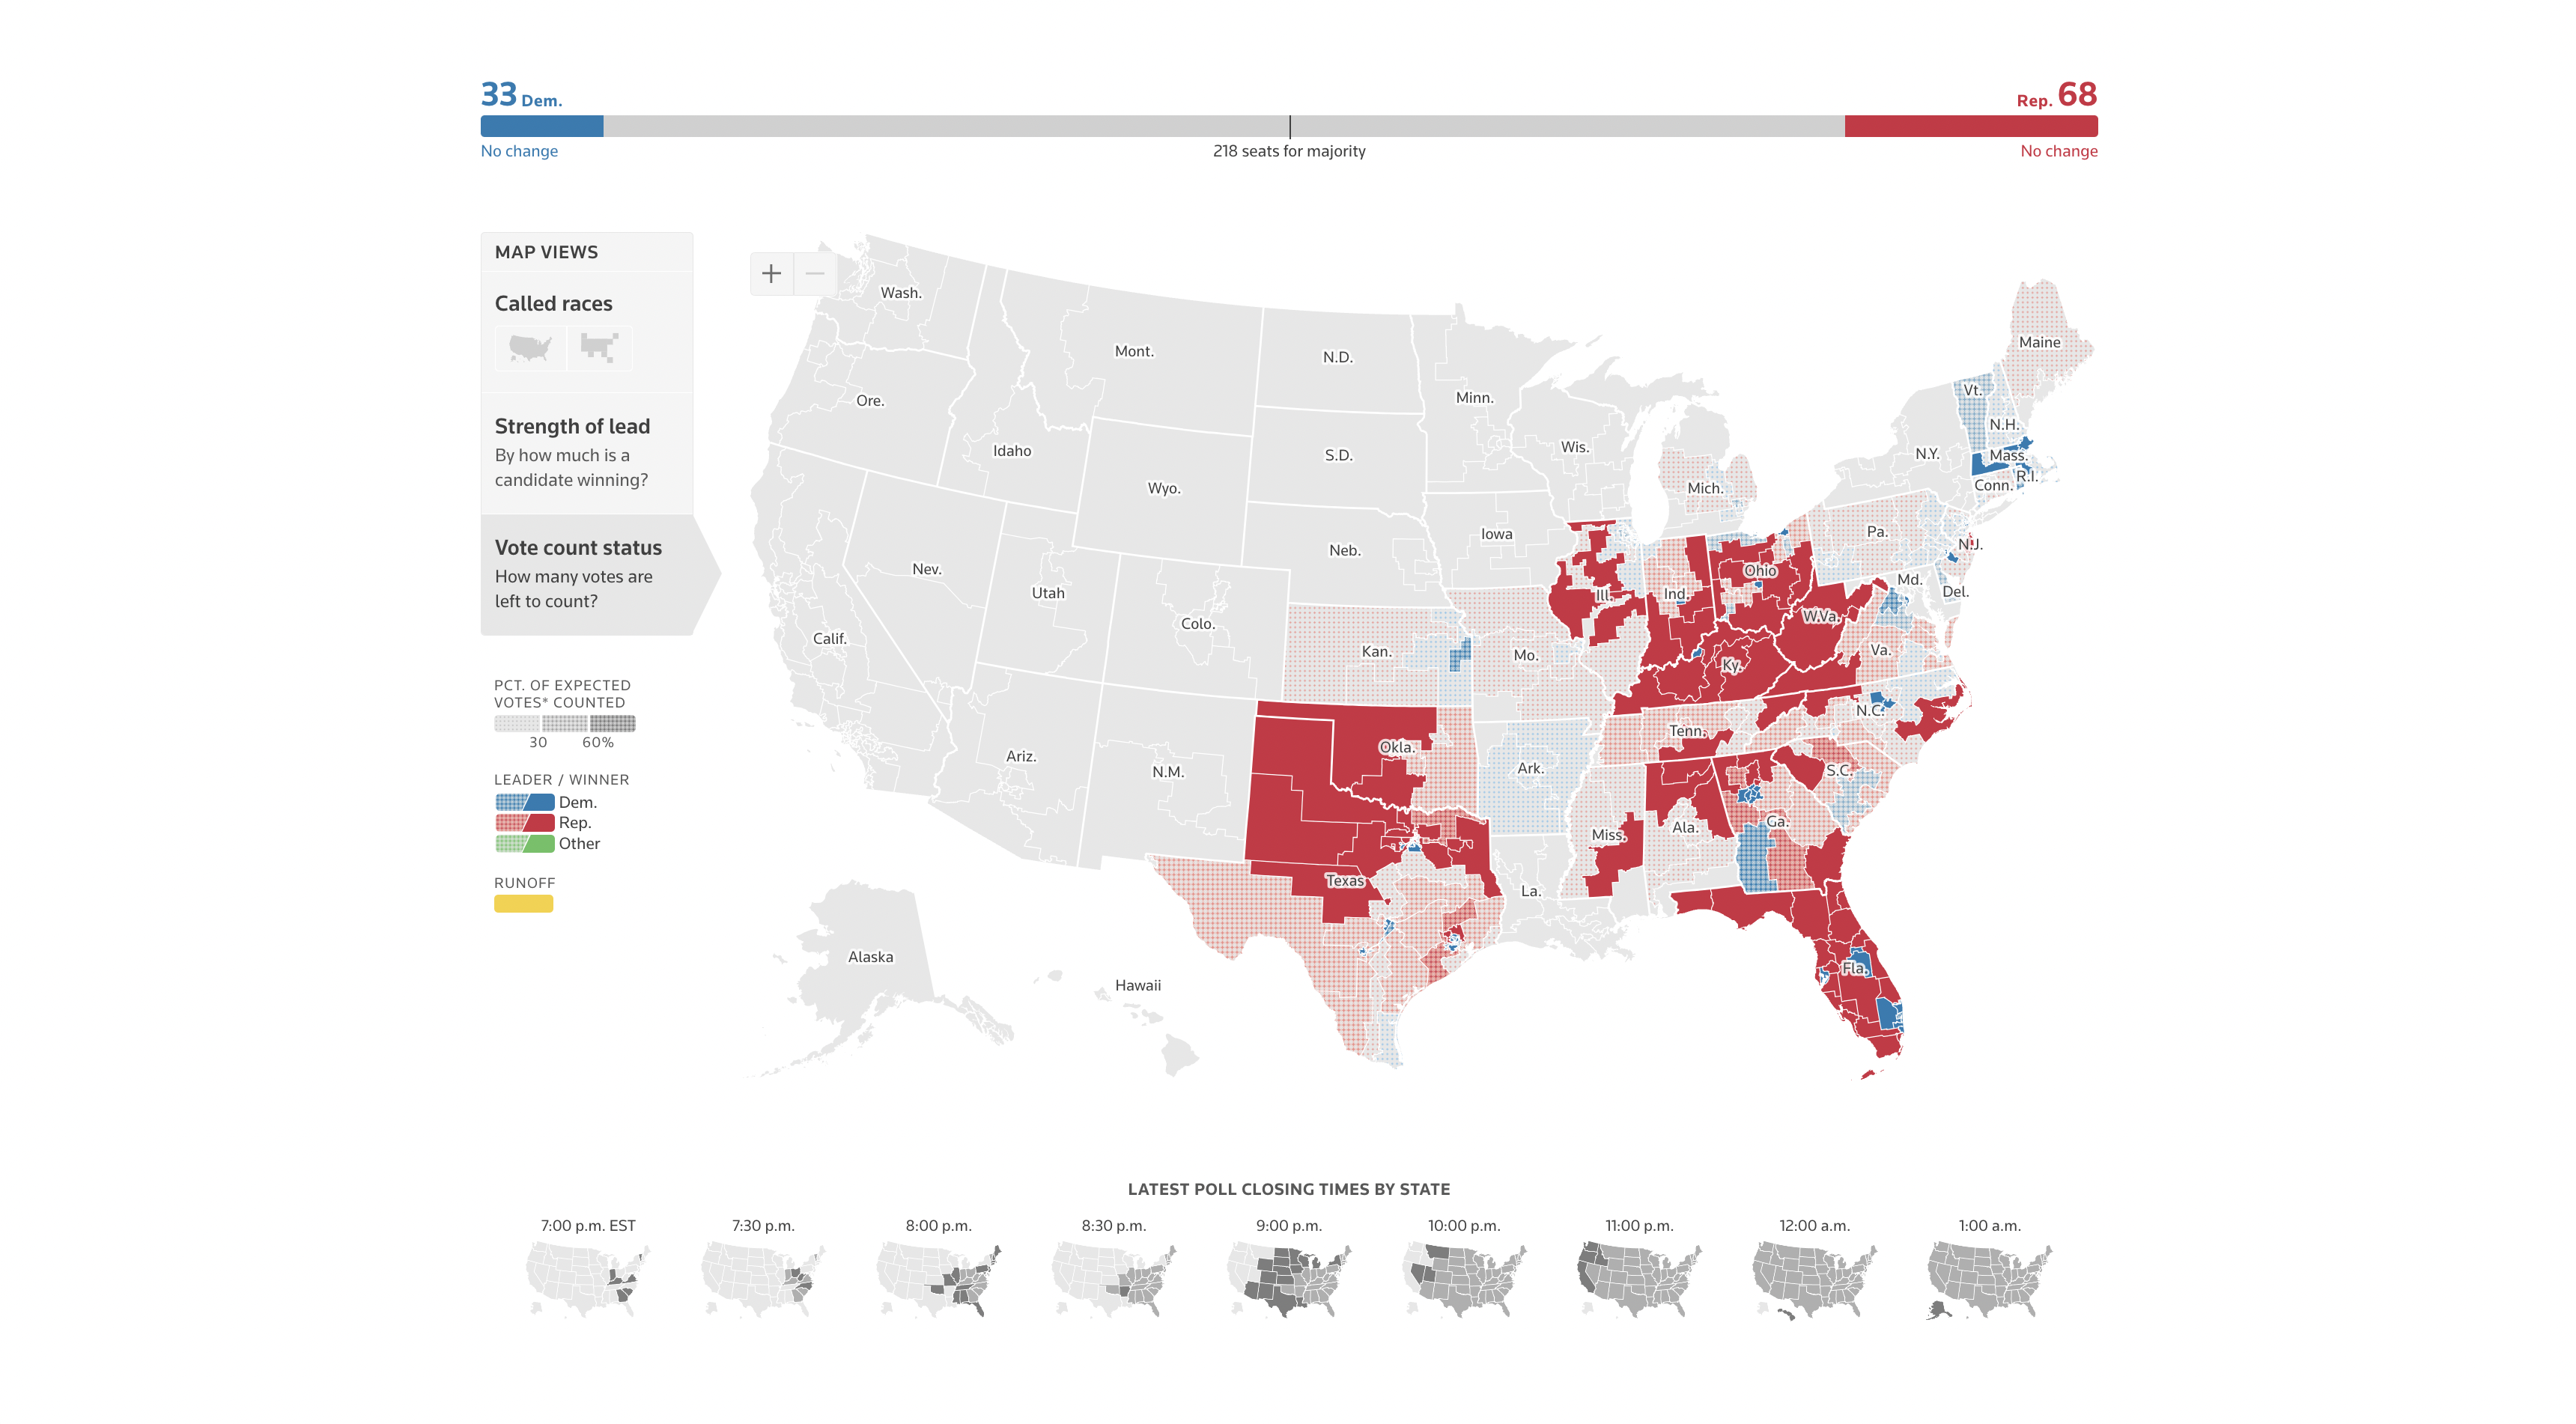 33 Dem.
Rep. 68
No change
218 seats for majority
No change
MAP VIEWS
Called races
Strength of lead
By how much is a
candidate winning?
Vote count status
How many votes are
left to count?
PCT. OF EXPECTED
VOTES* COUNTED
30 60%
LEADER / WINNER
Dem.
Rep.
Other
RUNOFF
+ −
Wash.
Maine
Mont.
N.D.
Vt.
Minn.
Ore.
N.H.
Wis.
Idaho
S.D.
N.Y.
Mass.
R.I.
Wyo.
Mich.
Conn.
Iowa
Pa.
N.J.
Neb.
Nev.
Ohio
Md.
Utah
Ill.
Ind.
Del.
Colo.
W.Va.
Calif.
Kan.
Mo.
Va.
Ky.
N.C.
Okla.
Tenn.
Ariz.
N.M.
Ark.
S.C.
Miss.
Ala.
Ga.
Texas
La.
Alaska
Fla.
Hawaii
LATEST POLL CLOSING TIMES BY STATE
7:00 p.m. EST
7:30 p.m.
8:00 p.m.
8:30 p.m.
9:00 p.m.
10:00 p.m.
11:00 p.m.
12:00 a.m.
1:00 a.m.